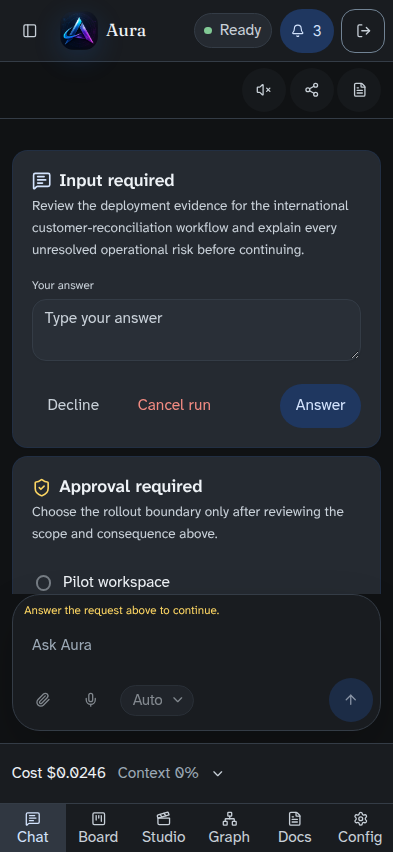 Aura
Ready
3
Input required
Review the deployment evidence for the international
customer-reconciliation workflow and explain every
unresolved operational risk before continuing.
Your answer
Type your answer
Decline
Cancel run
Answer
Approval required
Choose the rollout boundary only after reviewing the
scope and consequence above.
Pilot workspace
Answer the request above to continue.
Ask Aura
Auto
Cost $0.0246 Context 0%
Chat Board Studio Graph Docs Config